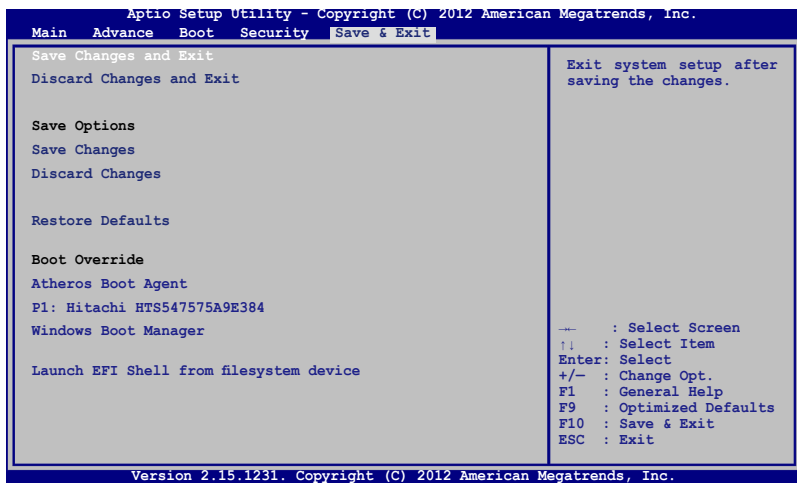 Aptio Setup Utility - Copyright (C) 2012 American Megatrends, Inc.
Main Advance Boot Security Save & Exit
Save Changes and Exit
Discard Changes and Exit
Save Options
Save Changes
Discard Changes
Restore Defaults
Boot Override
Atheros Boot Agent
P1: Hitachi HTS547575A9E384
Windows Boot Manager
Launch EFI Shell from filesystem device
Exit system setup after
saving the changes.
→← : Select Screen
↑↓ : Select Item
Enter: Select
+/— : Change Opt.
F1 : General Help
F9 : Optimized Defaults
F10 : Save & Exit
ESC : Exit
Version 2.15.1231. Copyright (C) 2012 American Megatrends, Inc.